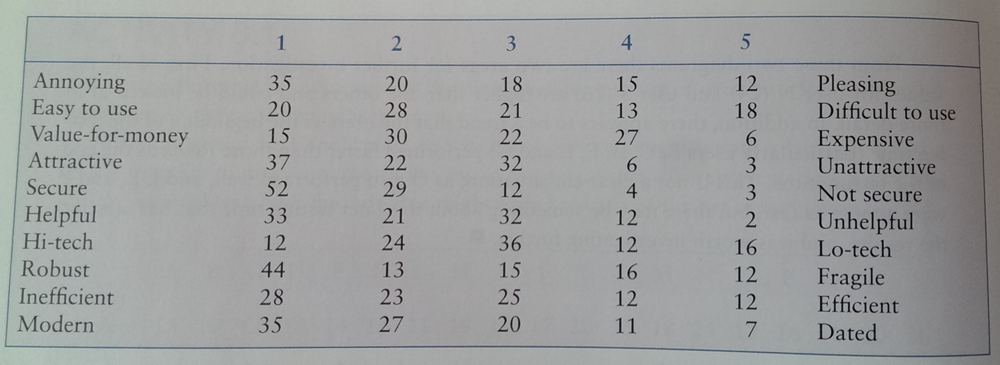 1 2 3 4 5
Annoying 35 20 18 15 12 Pleasing
Easy to use 20 28 21 13 18 Difficult to use
Value-for-money 15 30 22 27 6 Expensive
Attractive 37 22 32 6 3 Unattractive
Secure 52 29 12 4 3 Not secure
Helpful 33 21 32 12 2 Unhelpful
Hi-tech 12 24 36 12 16 Lo-tech
Robust 44 13 15 16 12 Fragile
Inefficient 28 23 25 12 12 Efficient
Modern 35 27 20 11 7 Dated